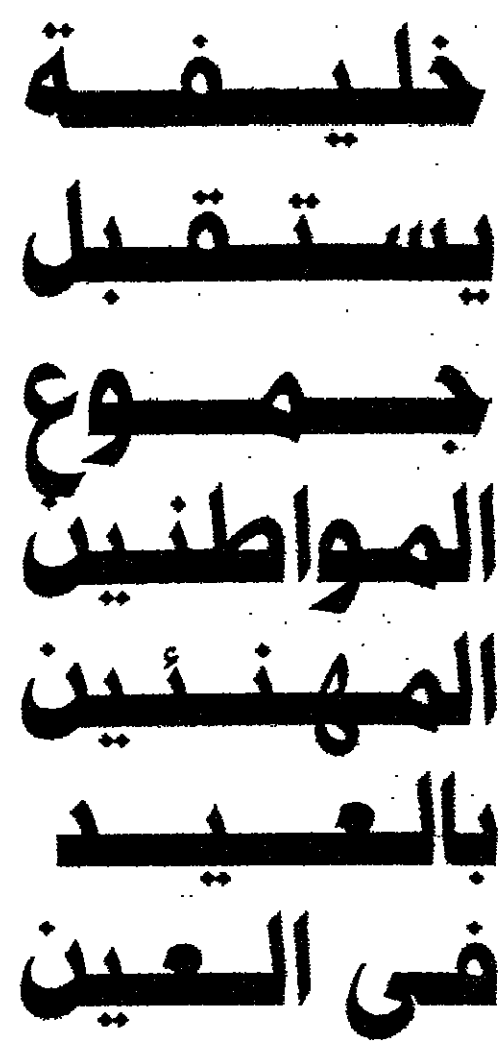 خليفة
يستقبل
جموع
المواطنين
المهنئين
بالعيد
فى العين